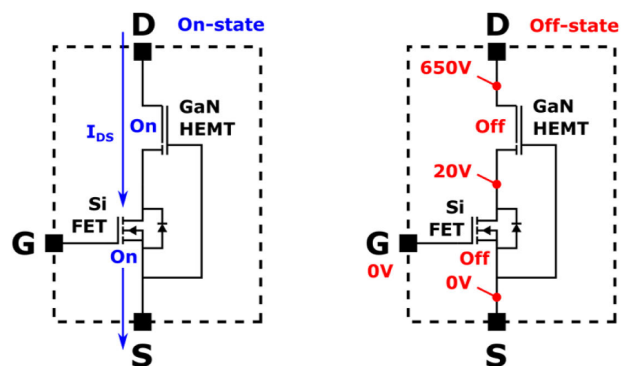 D
On-state
GaN
HEMT
On
I_DS
Si
FET
G
On
S
D
Off-state
650V
GaN
HEMT
Off
20V
Si
FET
G
0V
Off
0V
S